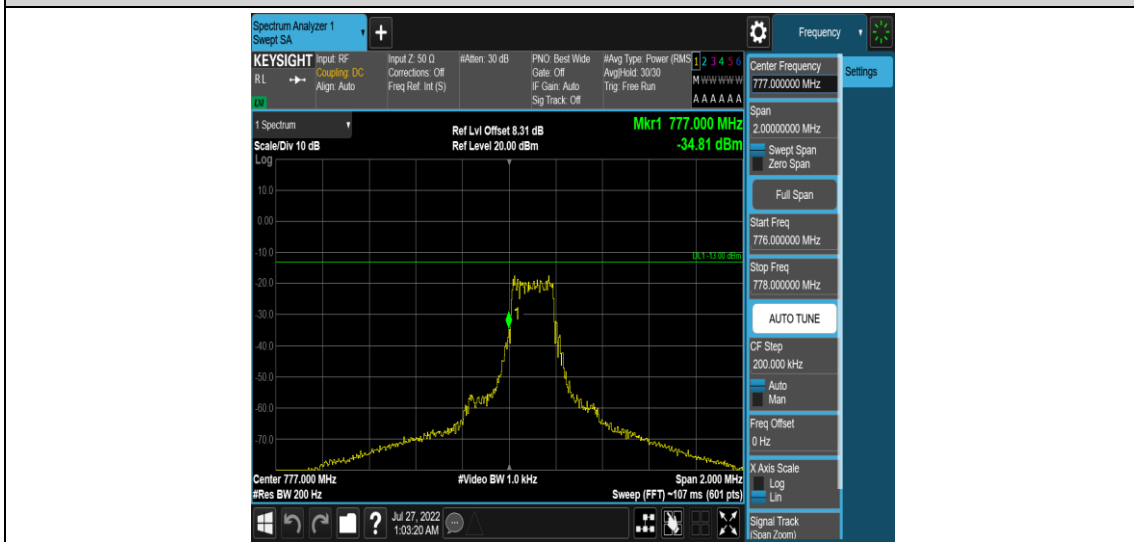 Spectrum Analyzer 1
Swept SA
+
Frequency
KEYSIGHT
RL
Input: RF
Coupling: DC
Align: Auto
Input Z: 50 Ω
Corrections: Off
Freq Ref: Int (S)
#Atten: 30 dB
PNO: Best Wide
Gate: Off
IF Gain: Auto
Sig Track: Off
#Avg Type: Power (RMS
Avg|Hold: 30/30
Trig: Free Run
1 2 3 4 5 6
M W W W W W
A A A A A A
1 Spectrum
Scale/Div 10 dB
Ref Lvl Offset 8.31 dB
Ref Level 20.00 dBm
Mkr1 777.000 MHz
-34.81 dBm
Log
10.0
0.00
-10.0
-20.0
-30.0
-40.0
-50.0
-60.0
-70.0
DL1 -13.00 dBm
1
Center 777.000 MHz
#Res BW 200 Hz
#Video BW 1.0 kHz
Span 2.000 MHz
Sweep (FFT) ~107 ms (601 pts)
?
Jul 27, 2022
1:03:20 AM
Center Frequency
777.000000 MHz
Settings
Span
2.00000000 MHz
Swept Span
Zero Span
Full Span
Start Freq
776.000000 MHz
Stop Freq
778.000000 MHz
AUTO TUNE
CF Step
200.000 kHz
Auto
Man
Freq Offset
0 Hz
X Axis Scale
Log
Lin
Signal Track
(Span Zoom)